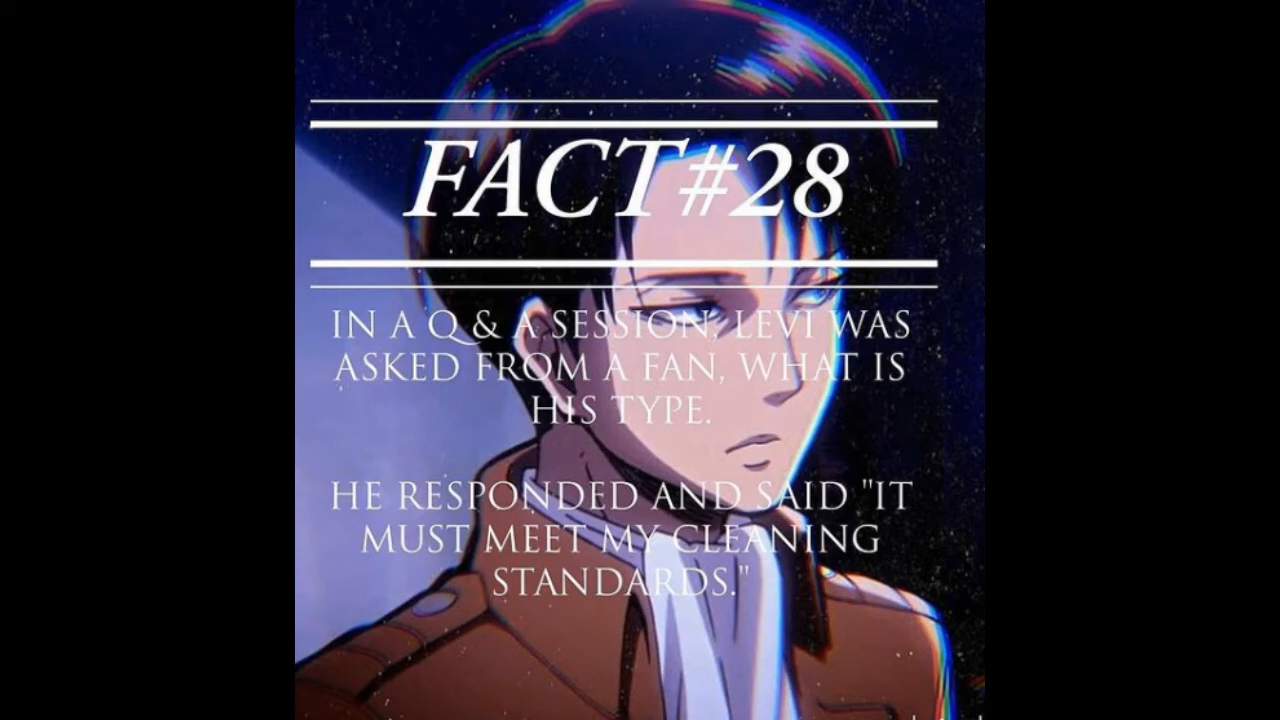 FACT#28
IN A Q & A SESSION, LEVI WAS
ASKED FROM A FAN, WHAT IS
HIS TYPE.
HE RESPONDED AND SAID "IT
MUST MEET MY CLEANING
STANDARDS."